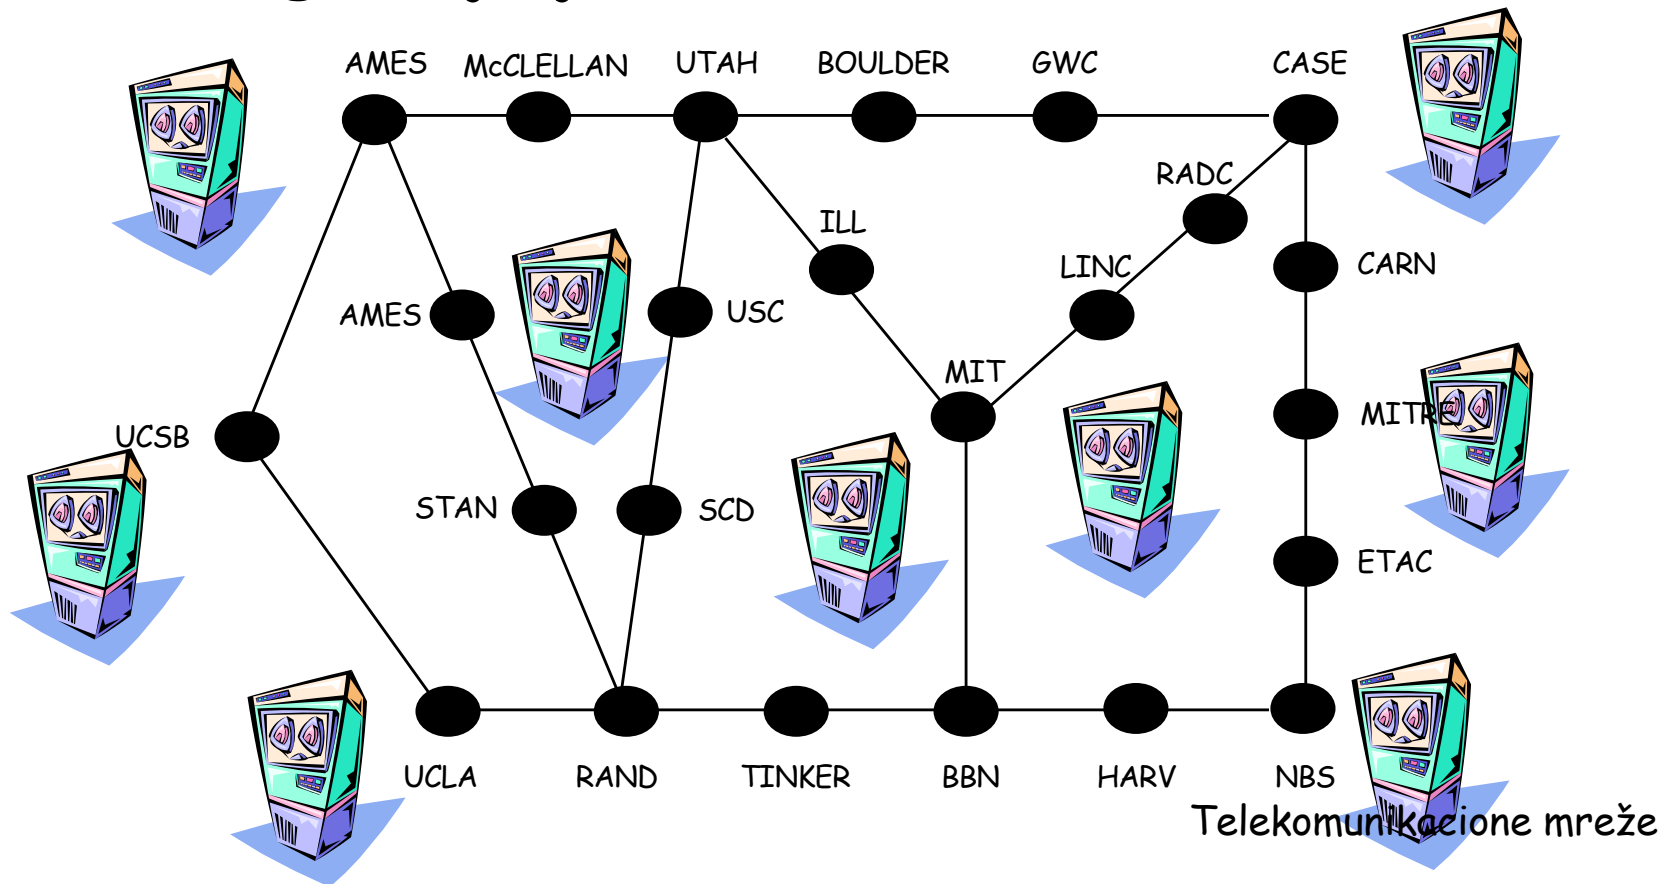 AMES McCLELLAN UTAH BOULDER GWC CASE
RADC
ILL
LINC
CARN
AMES
USC
MIT
MITRE
UCSB
STAN
SCD
ETAC
UCLA RAND TINKER BBN HARV NBS
Telekomunikacione mreže